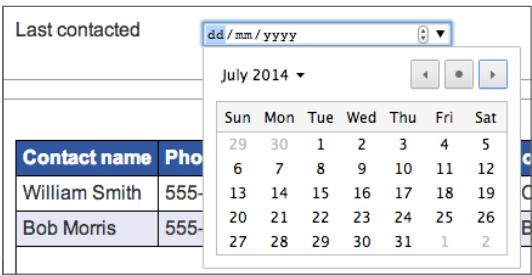 Last contacted dd/mm/yyyy
July 2014
Sun Mon Tue Wed Thu Fri Sat
29 30 1 2 3 4 5
6 7 8 9 10 11 12
13 14 15 16 17 18 19
20 21 22 23 24 25 26
27 28 29 30 31 1 2
Contact name Pho
William Smith 555-
Bob Morris 555-